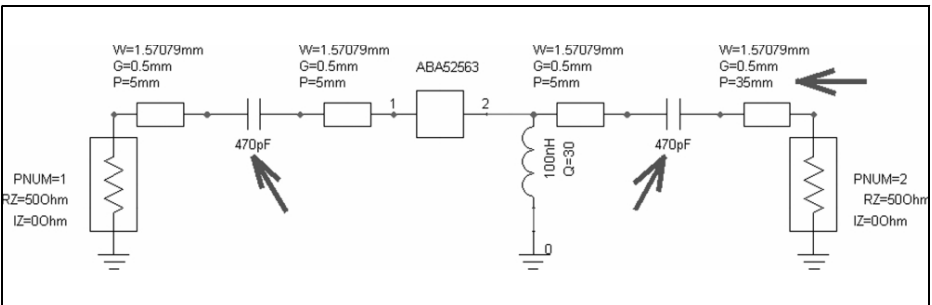 W=1.57079mm
G=0.5mm
P=5mm
W=1.57079mm
G=0.5mm
P=5mm
ABA52563
W=1.57079mm
G=0.5mm
P=5mm
W=1.57079mm
G=0.5mm
P=35mm
1
2
470pF
100nH
Q=30
470pF
PNUM=1
RZ=50Ohm
IZ=0Ohm
PNUM=2
RZ=50Ohm
IZ=0Ohm
0